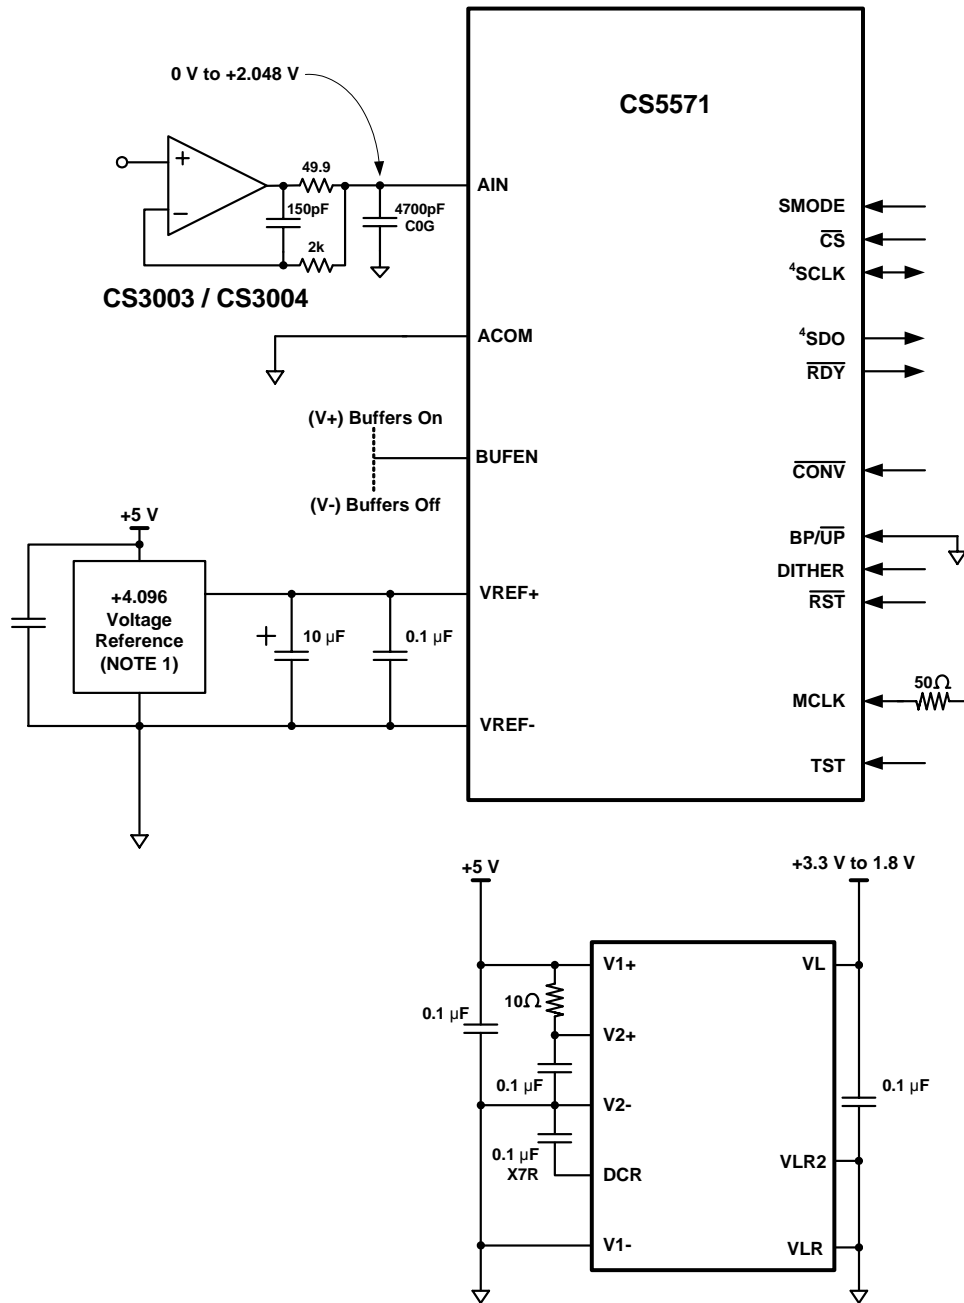 0 V to +2.048 V
CS5571
+
−
49.9
150pF
2k
4700pF
C0G
CS3003 / CS3004
AIN
ACOM
(V+) Buffers On
BUFEN
(V-) Buffers Off
+5 V
+4.096
Voltage
Reference
(NOTE 1)
+
10 µF
0.1 µF
VREF+
VREF-
SMODE
CS
4SCLK
4SDO
RDY
CONV
BP/UP
DITHER
RST
MCLK
50Ω
TST
+5 V
+3.3 V to 1.8 V
V1+
VL
10Ω
0.1 µF
V2+
0.1 µF
0.1 µF
V2-
0.1 µF
X7R
DCR
VLR2
V1-
VLR